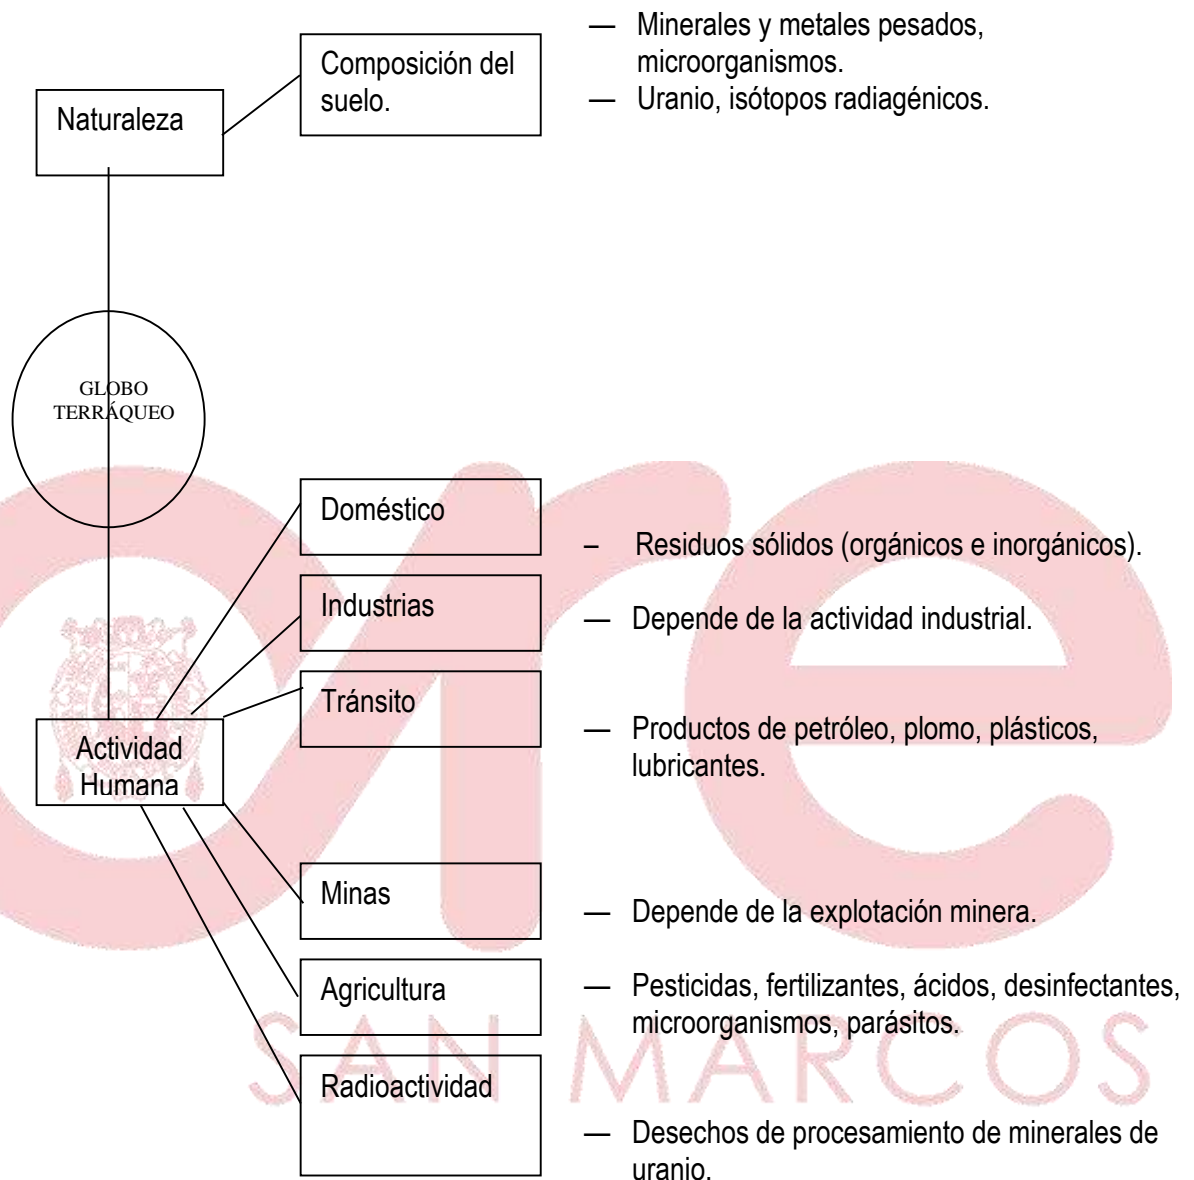 Naturaleza
Composición del
suelo.
— Minerales y metales pesados,
microorganismos.
— Uranio, isótopos radiagénicos.
GLOBO
TERRÁQUEO
Doméstico
– Residuos sólidos (orgánicos e inorgánicos).
Industrias
— Depende de la actividad industrial.
Tránsito
— Productos de petróleo, plomo, plásticos,
lubricantes.
Actividad
Humana
Minas
— Depende de la explotación minera.
Agricultura
— Pesticidas, fertilizantes, ácidos, desinfectantes,
microorganismos, parásitos.
Radioactividad
— Desechos de procesamiento de minerales de
uranio.
cre
SAN MARCOS